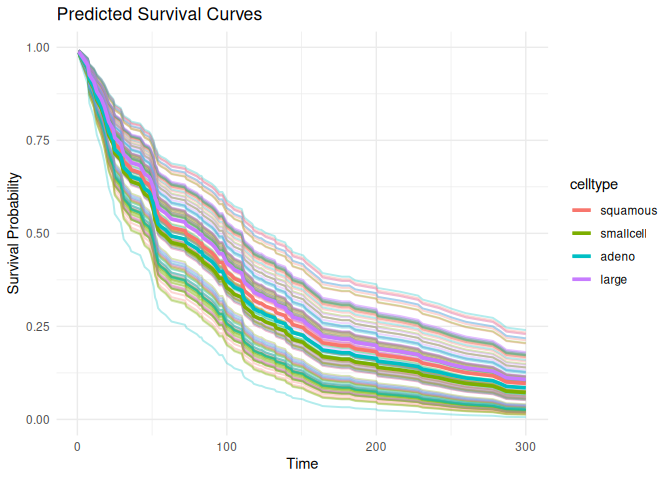 Predicted Survival Curves
Survival Probability
1.00
0.75
0.50
0.25
0.00
0
100
200
300
Time
celltype
squamous
smallcell
adeno
large